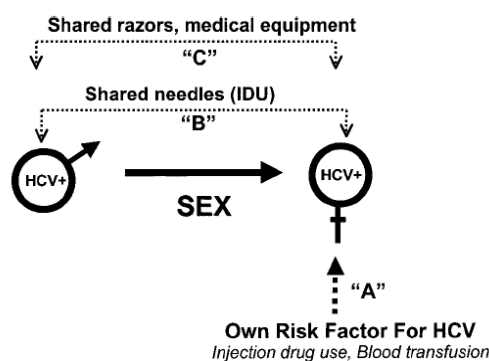 Shared razors, medical equipment
“C”
Shared needles (IDU)
“B”
HCV+
HCV+
SEX
“A”
Own Risk Factor For HCV
Injection drug use, Blood transfusion